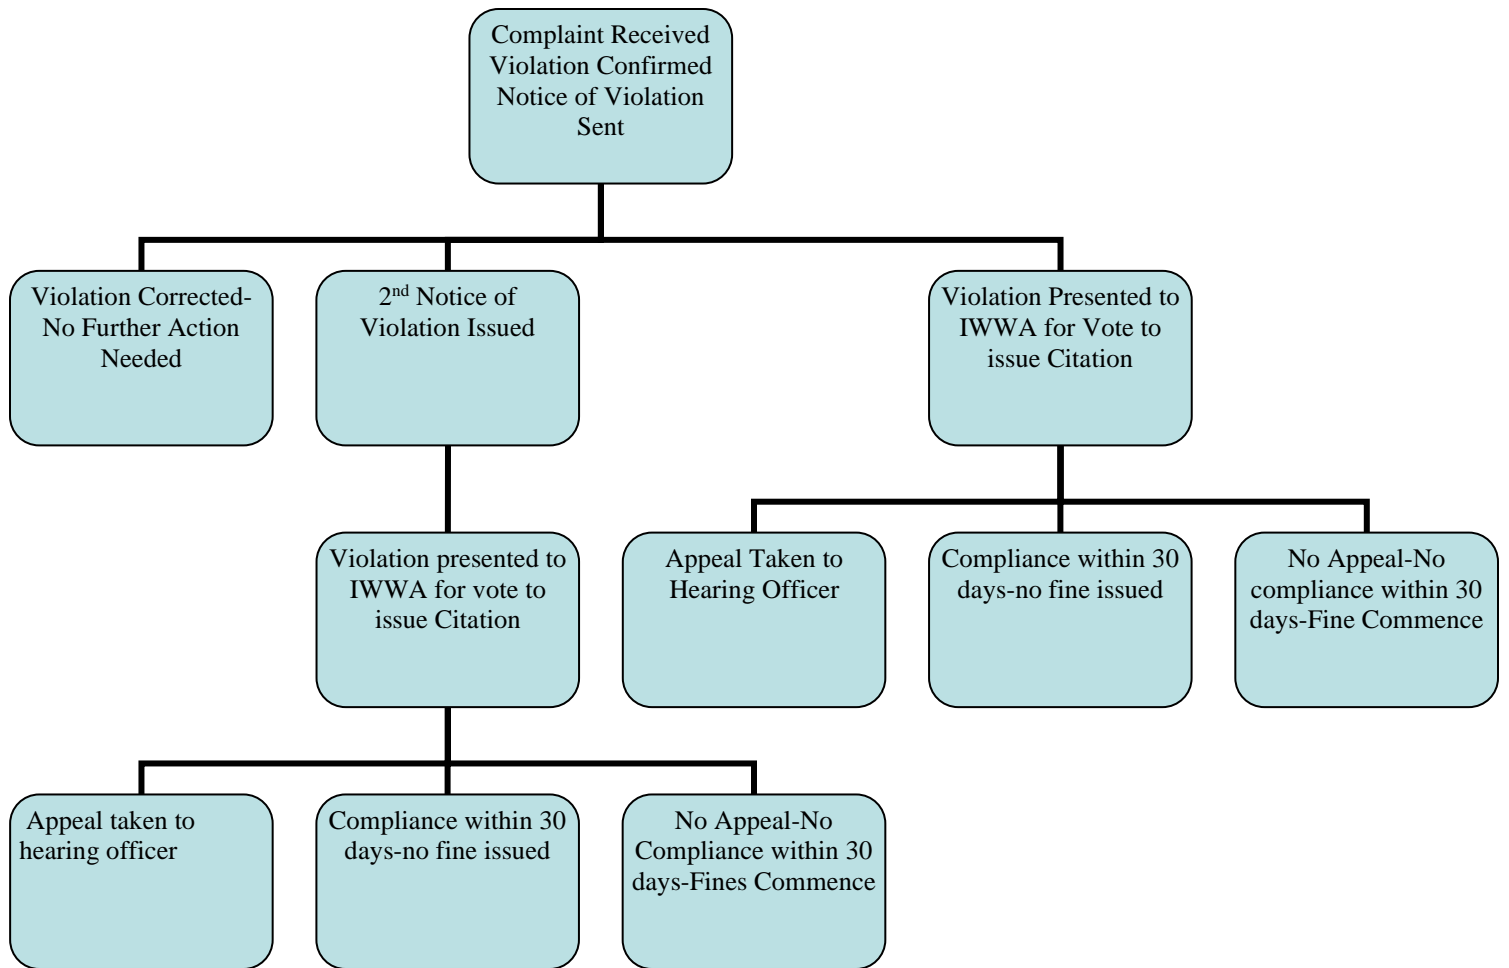 Complaint Received
Violation Confirmed
Notice of Violation
Sent
Violation Corrected-
No Further Action
Needed
2nd Notice of
Violation Issued
Violation Presented to
IWWA for Vote to
issue Citation
Violation presented to
IWWA for vote to
issue Citation
Appeal Taken to
Hearing Officer
Compliance within 30
days-no fine issued
No Appeal-No
compliance within 30
days-Fine Commence
Appeal taken to
hearing officer
Compliance within 30
days-no fine issued
No Appeal-No
Compliance within 30
days-Fines Commence